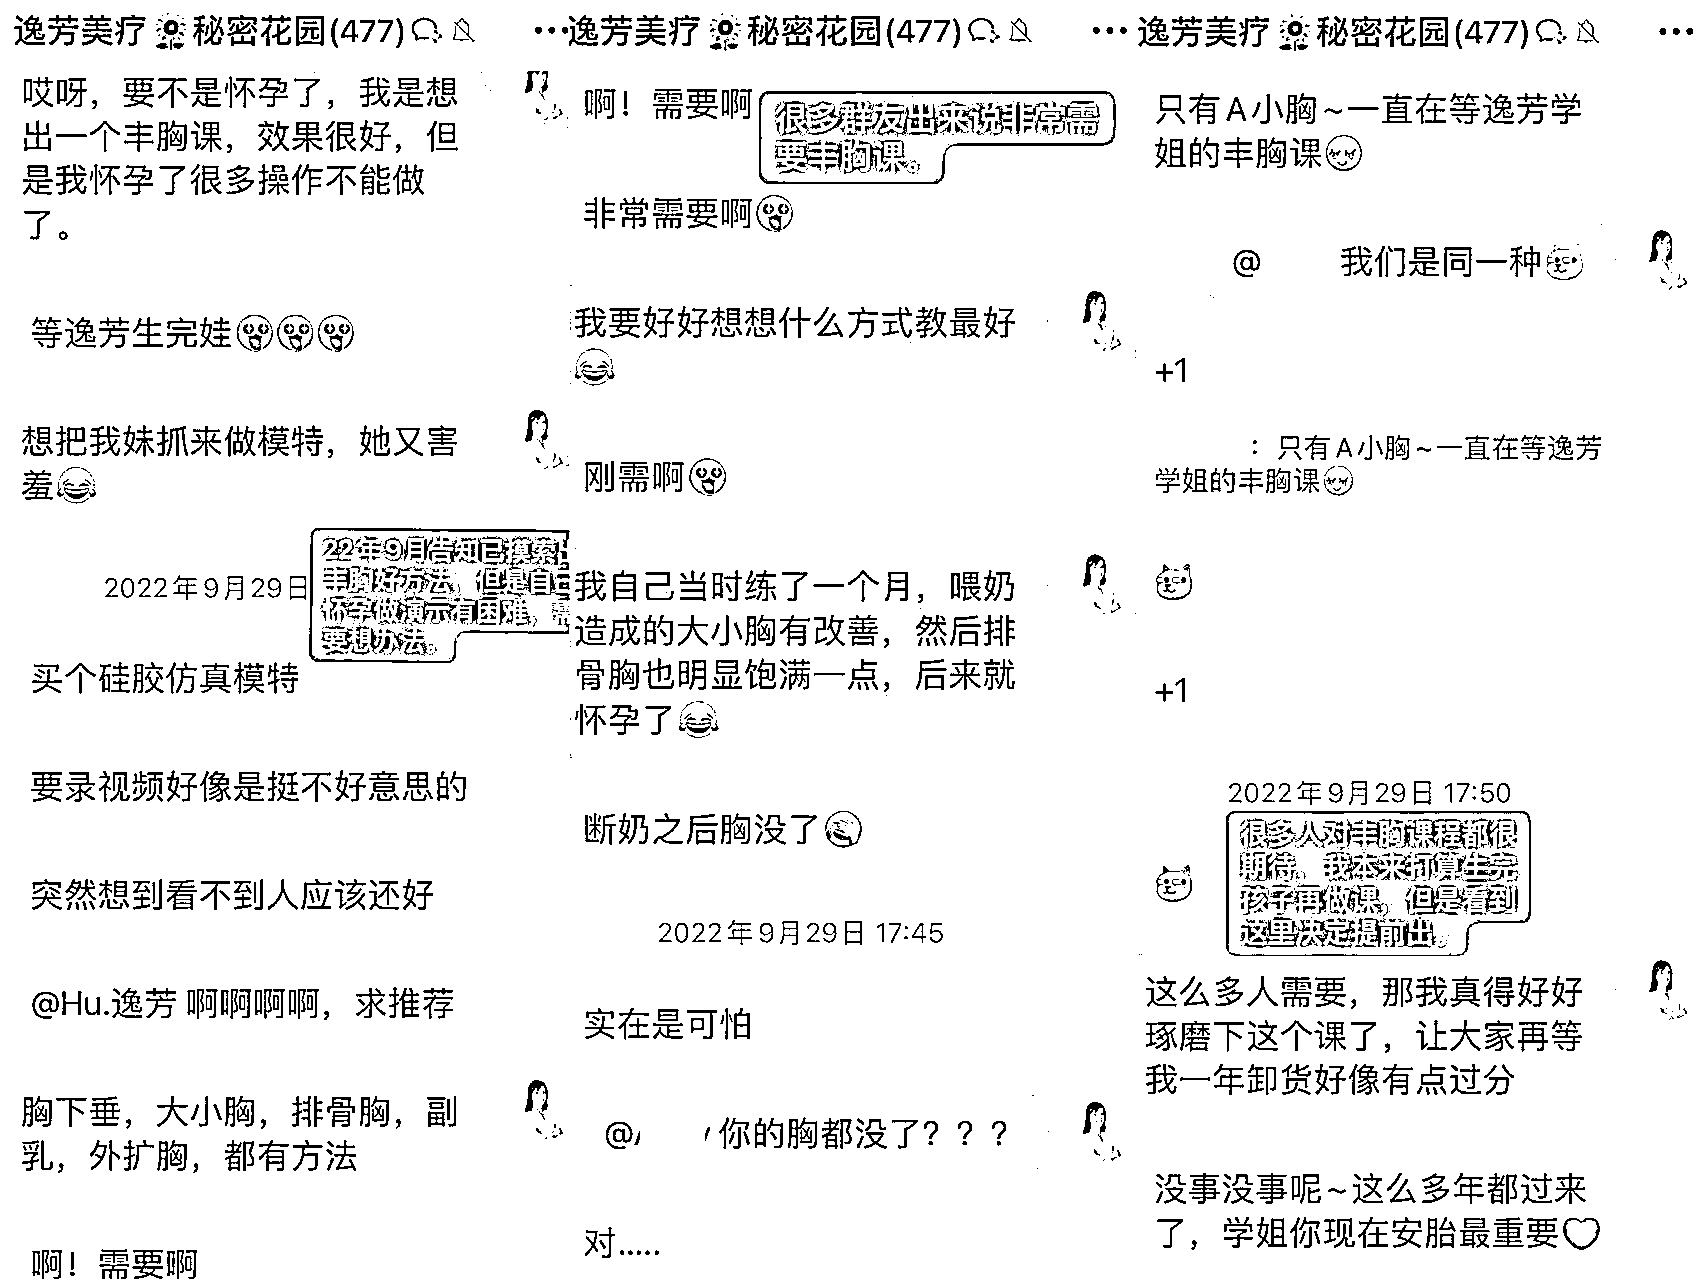 逸芳美疗🌻秘密花园(477)
哎呀，要不是怀孕了，我是想
出一个丰胸课，效果很好，但
是我怀孕了很多操作不能做
了。
等逸芳生完娃
想把我妹抓来做模特，她又害
羞😂
2022年9月29日
22年9月告知已摸索出
丰胸好方法，但是自己
怀孕做演示有困难，需
要想办法。
买个硅胶仿真模特
要录视频好像是挺不好意思的
突然想到看不到人应该还好
@Hu.逸芳 啊啊啊啊，求推荐
胸下垂，大小胸，排骨胸，副
乳，外扩胸，都有方法
啊！需要啊
逸芳美疗🌻秘密花园(477)
啊！需要啊
很多群友出来说非常需
要丰胸课。
非常需要啊
我要好好想想什么方式教最好
😂
刚需啊
我自己当时练了一个月，喂奶
造成的大小胸有改善，然后排
骨胸也明显饱满一点，后来就
怀孕了😂
断奶之后胸没了
2022年9月29日 17:45
实在是可怕
@ 你的胸都没了？？？
对.....
逸芳美疗🌻秘密花园(477)
只有A小胸~一直在等逸芳学
姐的丰胸课
@ 我们是同一种
+1
：只有A小胸~一直在等逸芳
学姐的丰胸课
+1
2022年9月29日 17:50
很多人对丰胸课程都很
期待，我本来打算生完
孩子再做课，但是看到
这里决定提前出。
这么多人需要，那我真得好好
琢磨下这个课了，让大家再等
我一年卸货好像有点过分
没事没事呢~这么多年都过来
了，学姐你现在安胎最重要♡